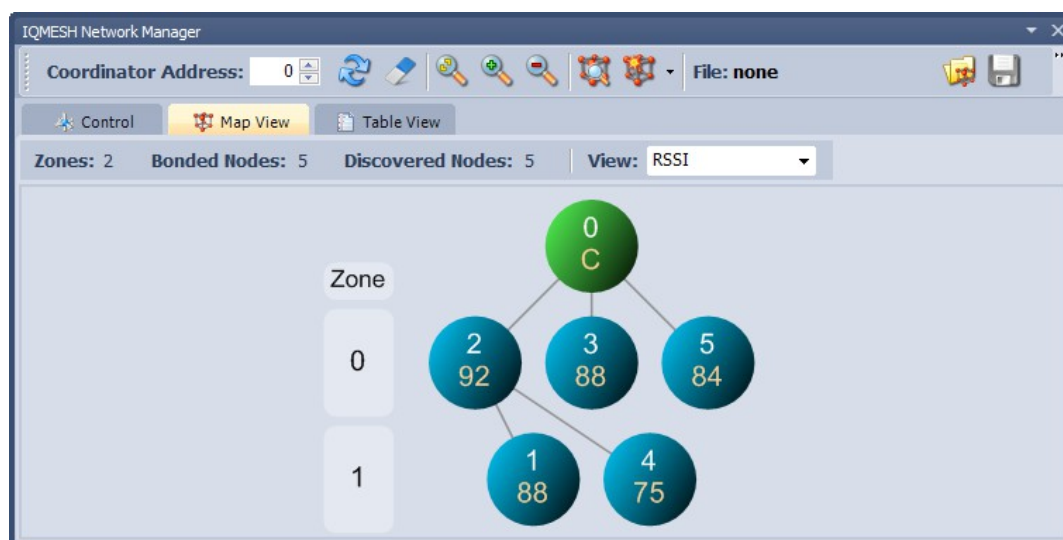 IQMESH Network Manager
Coordinator Address: 0 File: none
Control Map View Table View
Zones: 2 Bonded Nodes: 5 Discovered Nodes: 5 View: RSSI
0
C
Zone
0
2
92
3
88
5
84
1
1
88
4
75